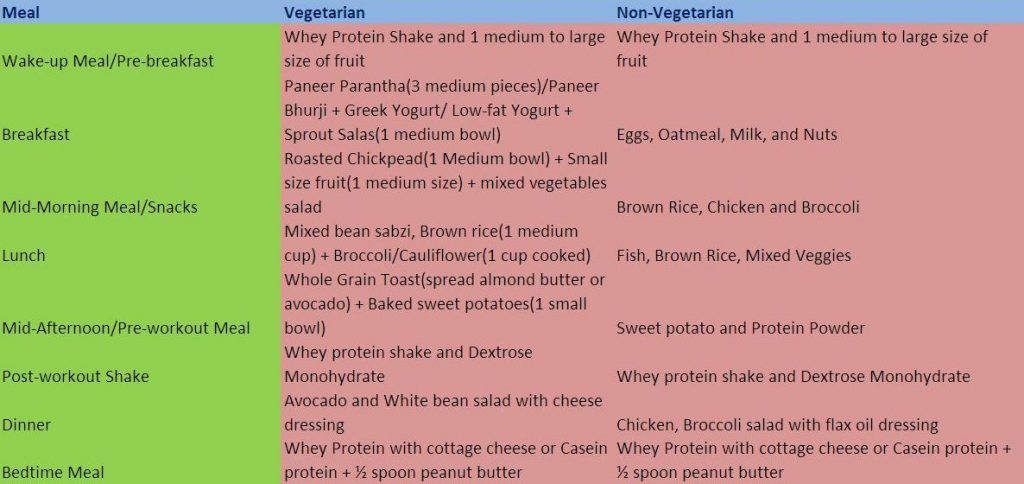 Meal Vegetarian Non-Vegetarian
Whey Protein Shake and 1 medium to large Whey Protein Shake and 1 medium to large size of
Wake-up Meal/Pre-breakfast size of fruit fruit
Paneer Parantha(3 medium pieces)/Paneer
Bhurji + Greek Yogurt/ Low-fat Yogurt +
Breakfast Sprout Salas(1 medium bowl) Eggs, Oatmeal, Milk, and Nuts
Roasted Chickpead(1 Medium bowl) + Small
size fruit(1 medium size) + mixed vegetables
Mid-Morning Meal/Snacks salad Brown Rice, Chicken and Broccoli
Mixed bean sabzi, Brown rice(1 medium
Lunch cup) + Broccoli/Cauliflower(1 cup cooked) Fish, Brown Rice, Mixed Veggies
Whole Grain Toast(spread almond butter or
avocado) + Baked sweet potatoes(1 small
Mid-Afternoon/Pre-workout Meal bowl) Sweet potato and Protein Powder
Whey protein shake and Dextrose
Post-workout Shake Monohydrate Whey protein shake and Dextrose Monohydrate
Avocado and White bean salad with cheese
Dinner dressing Chicken, Broccoli salad with flax oil dressing
Whey Protein with cottage cheese or Casein Whey Protein with cottage cheese or Casein protein +
Bedtime Meal protein + ½ spoon peanut butter ½ spoon peanut butter